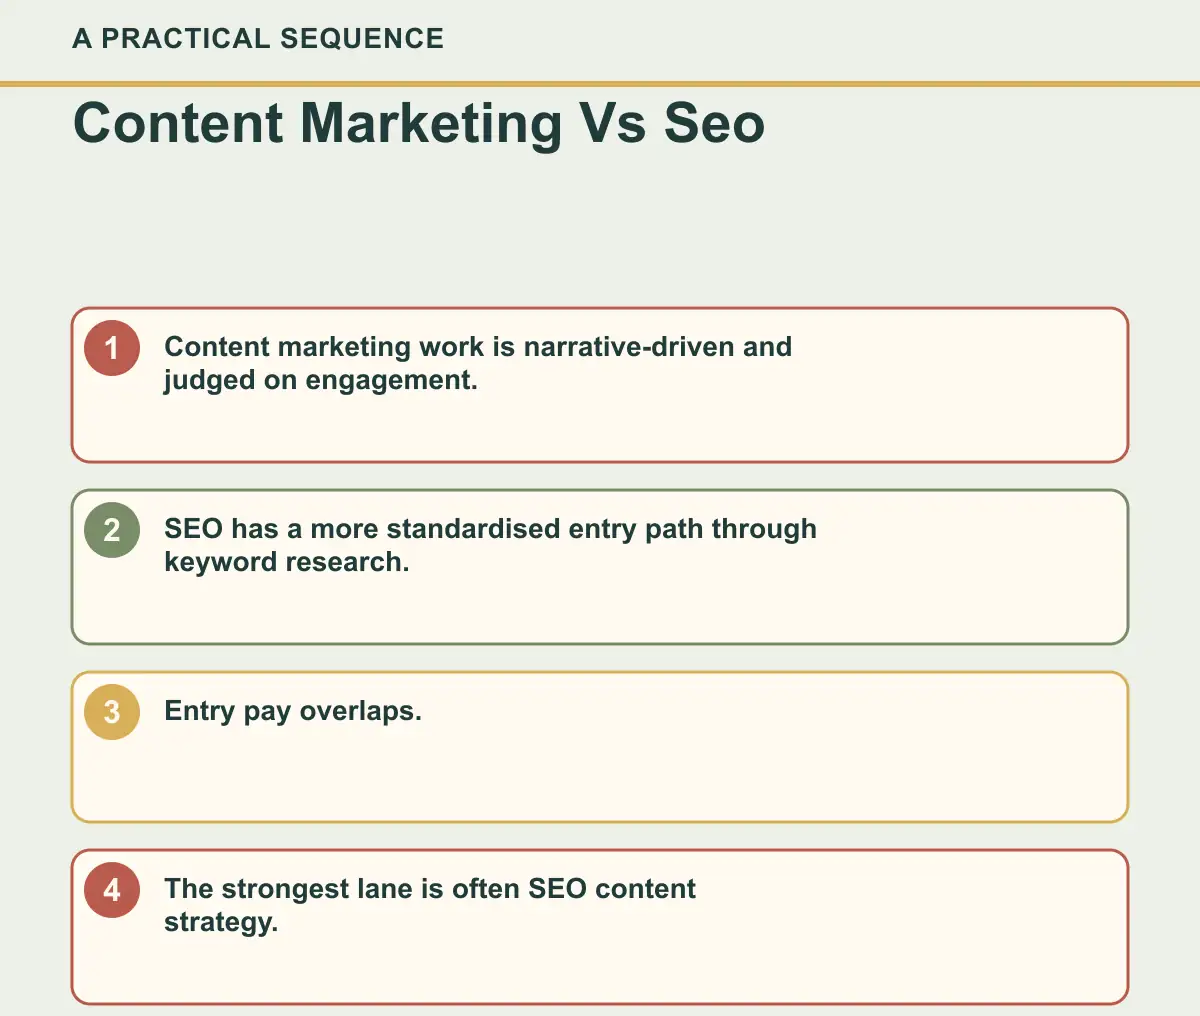 A PRACTICAL SEQUENCE
Content Marketing Vs Seo
1
Content marketing work is narrative-driven and
judged on engagement.
2
SEO has a more standardised entry path through
keyword research.
3
Entry pay overlaps.
4
The strongest lane is often SEO content
strategy.